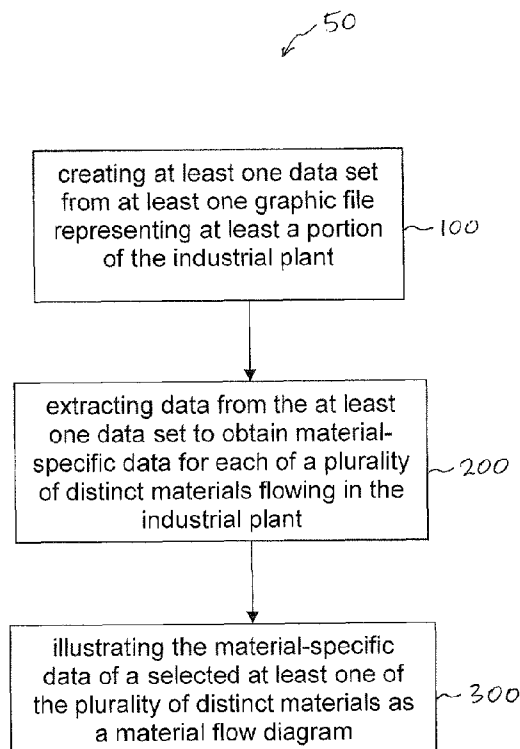 50
creating at least one data set
from at least one graphic file
representing at least a portion
of the industrial plant
100
extracting data from the at least
one data set to obtain material-
specific data for each of a plurality
of distinct materials flowing in the
industrial plant
200
illustrating the material-specific
data of a selected at least one of
the plurality of distinct materials as
a material flow diagram
300